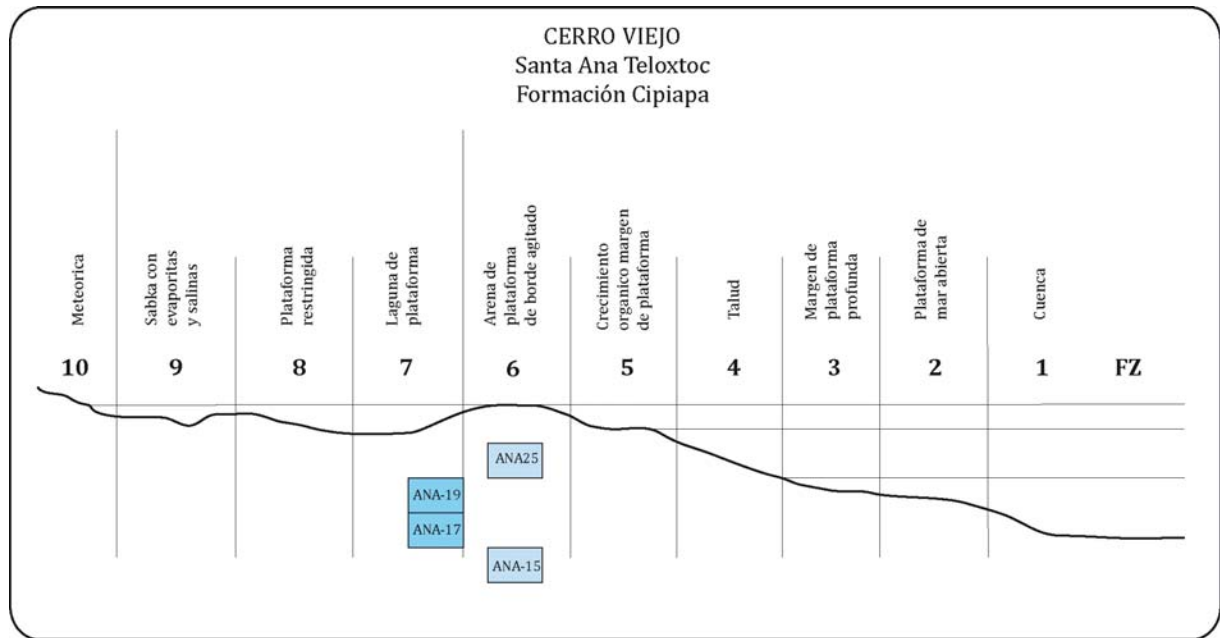 CERRO VIEJO
Santa Ana Teloxtoc
Formación Cipiapa
Meteorica
Sabka con
evaporitas
y salinas
Plataforma
restringida
Laguna de
plataforma
Arena de
plataforma
de borde agitado
Crecimiento
organico margen
de plataforma
Talud
Margen de
plataforma
profunda
Plataforma de
mar abierta
Cuenca
10 9 8 7 6 5 4 3 2 1 FZ
ANA25
ANA-19
ANA-17
ANA-15